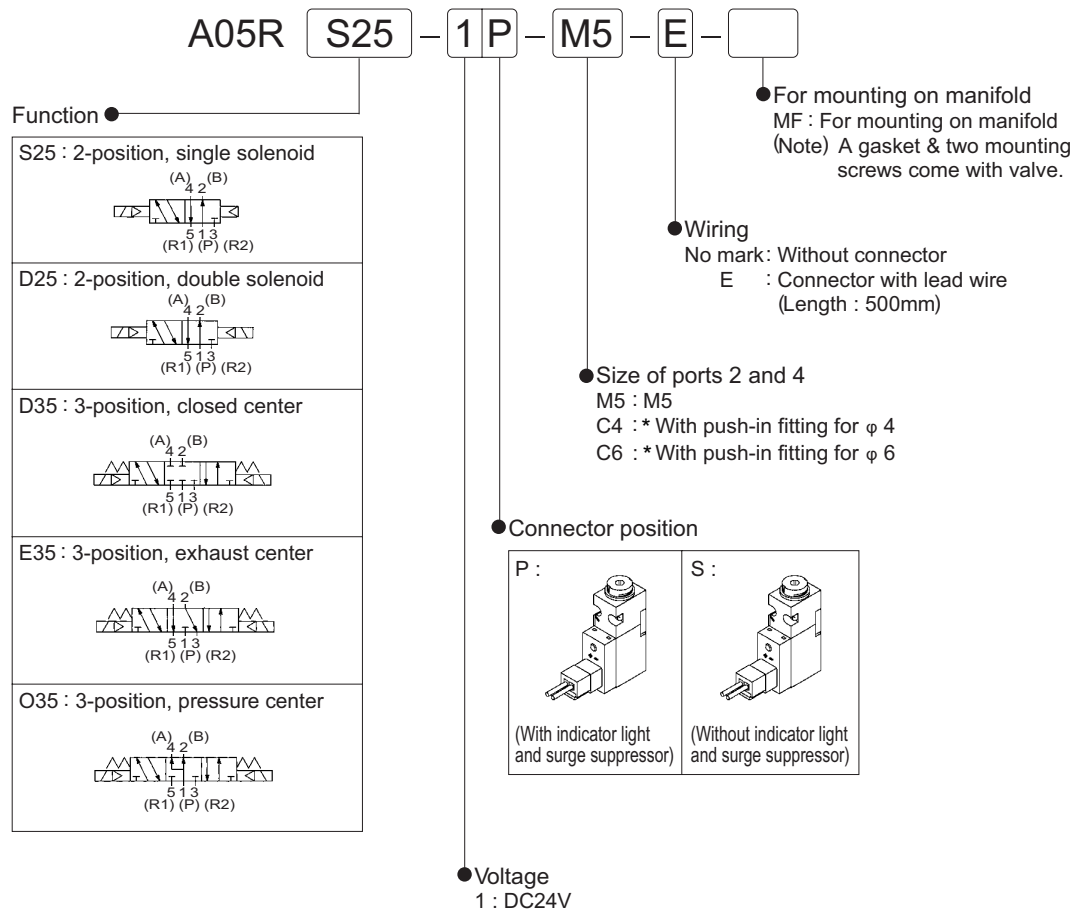 A05R S25 – 1 P – M5 – E –
Function
S25 : 2-position, single solenoid
(A) (B)
4 2
5 1 3
(R1) (P) (R2)
D25 : 2-position, double solenoid
(A) (B)
4 2
5 1 3
(R1) (P) (R2)
D35 : 3-position, closed center
(A) (B)
4 2
5 1 3
(R1) (P) (R2)
E35 : 3-position, exhaust center
(A) (B)
4 2
5 1 3
(R1) (P) (R2)
O35 : 3-position, pressure center
(A) (B)
4 2
5 1 3
(R1) (P) (R2)
For mounting on manifold
MF : For mounting on manifold
(Note) A gasket & two mounting
screws come with valve.
Wiring
No mark : Without connector
E : Connector with lead wire
(Length : 500mm)
Size of ports 2 and 4
M5 : M5
C4 : * With push-in fitting for φ 4
C6 : * With push-in fitting for φ 6
Connector position
P :
(With indicator light
and surge suppressor)
S :
(Without indicator light
and surge suppressor)
Voltage
1 : DC24V